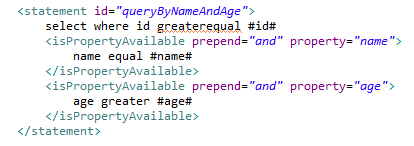 <statement id="queryByNameAndAge">
select where id greaterequal #id#
<isPropertyAvailable prepend="and" property="name">
name equal #name#
</isPropertyAvailable>
<isPropertyAvailable prepend="and" property="age">
age greater #age#
</isPropertyAvailable>
</statement>